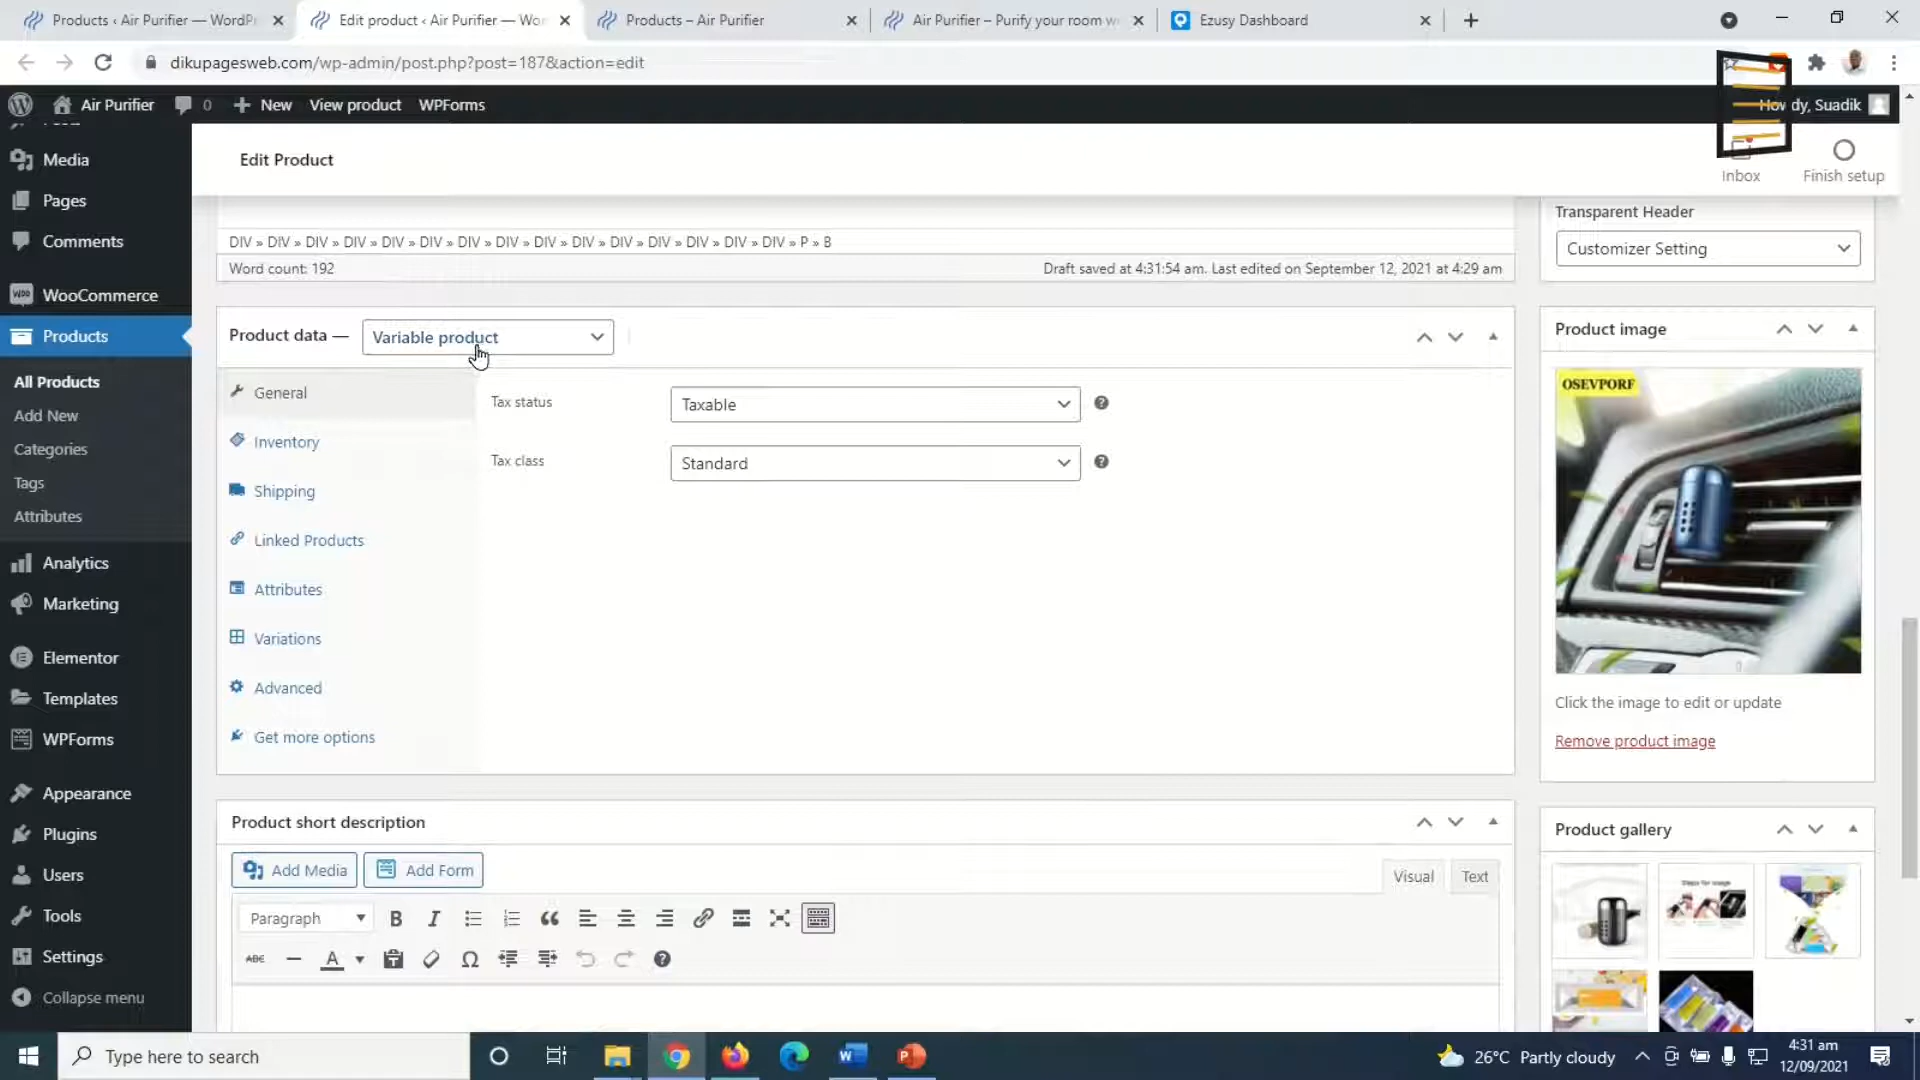 Products ‹ Air Purifier — WordPr
Edit product ‹ Air Purifier — Wor
Products – Air Purifier
Air Purifier – Purify your room w
Ezusy Dashboard
dikupagesweb.com/wp-admin/post.php?post=187&action=edit
Air Purifier
0
New
View product
WPForms
Howdy, Suadik
Edit Product
Inbox
Finish setup
Media
Pages
Comments
WooCommerce
Products
All Products
Add New
Categories
Tags
Attributes
Analytics
Marketing
Elementor
Templates
WPForms
Appearance
Plugins
Users
Tools
Settings
Collapse menu
DIV » DIV » DIV » DIV » DIV » DIV » DIV » DIV » DIV » DIV » DIV » DIV » DIV » DIV » DIV » P » B
Word count: 192
Draft saved at 4:31:54 am. Last edited on September 12, 2021 at 4:29 am
Product data —
Variable product
General
Inventory
Shipping
Linked Products
Attributes
Variations
Advanced
Get more options
Tax status
Taxable
Tax class
Standard
Product short description
Add Media
Add Form
Visual
Text
Paragraph
B
I
ABC
A
Ω
Transparent Header
Customizer Setting
Product image
OSEVPORF
Click the image to edit or update
Remove product image
Product gallery
Type here to search
26°C Partly cloudy
4:31 am
12/09/2021